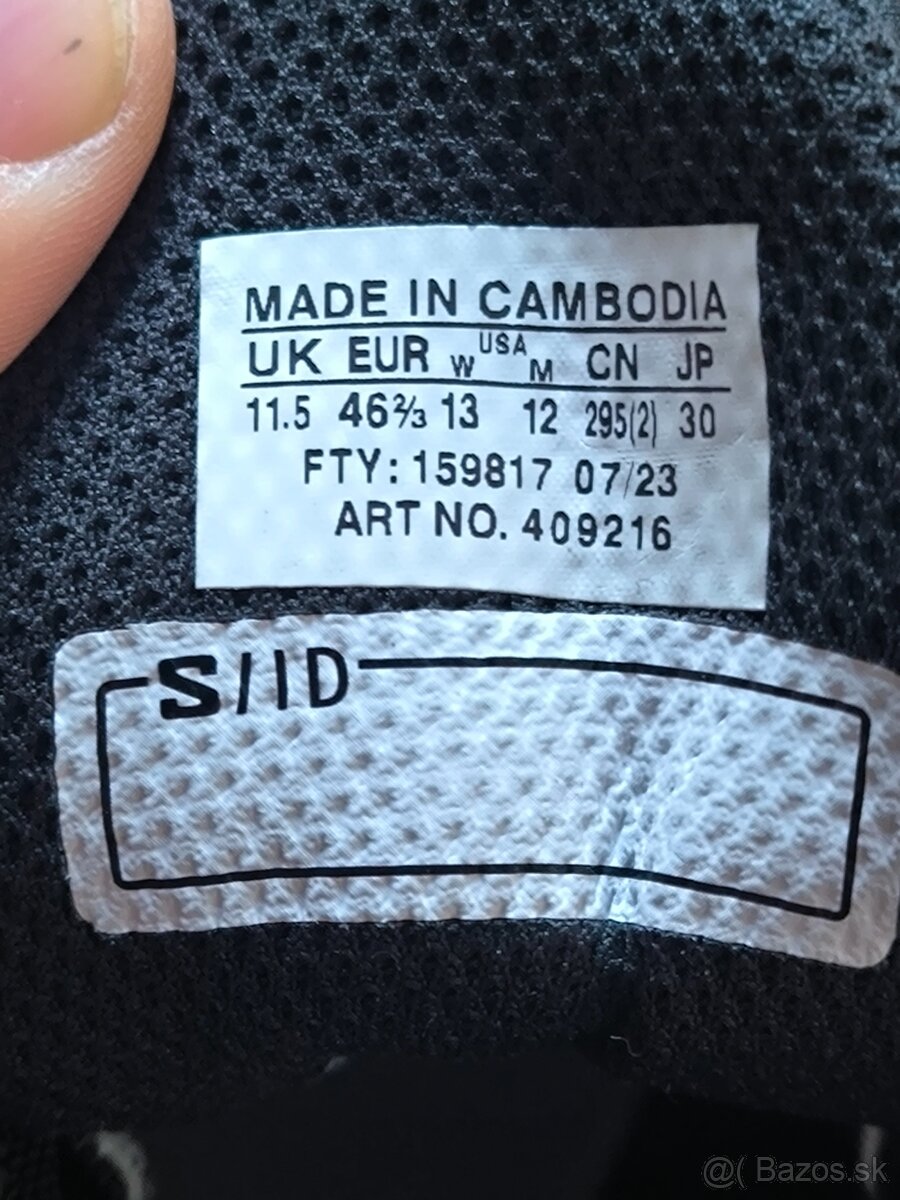 MADE IN CAMBODIA
UK EUR W USA M CN JP
11.5 46⅔ 13 12 295(2) 30
FTY: 159817 07/23
ART NO. 409216
S/ID
@( Bazos.sk